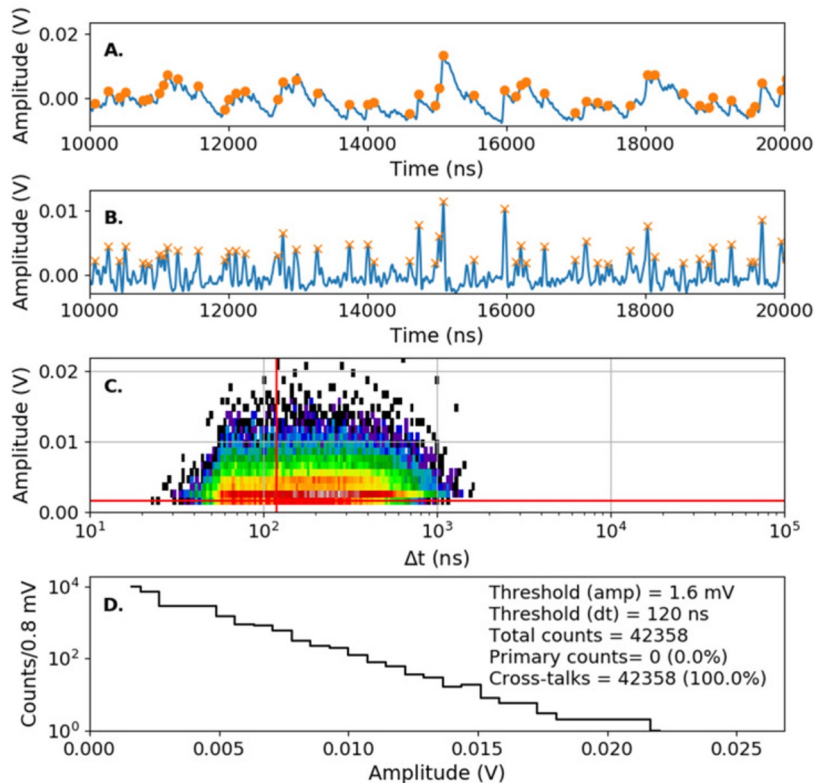 A.
0.02
0.00
Amplitude (V)
10000 12000 14000 16000 18000 20000
Time (ns)
B.
0.01
0.00
Amplitude (V)
10000 12000 14000 16000 18000 20000
Time (ns)
C.
0.02
0.01
0.00
Amplitude (V)
10¹ 10² 10³ 10⁴ 10⁵
Δt (ns)
D.
10⁴
10²
10⁰
Counts/0.8 mV
Threshold (amp) = 1.6 mV
Threshold (dt) = 120 ns
Total counts = 42358
Primary counts= 0 (0.0%)
Cross-talks = 42358 (100.0%)
0.000 0.005 0.010 0.015 0.020 0.025
Amplitude (V)